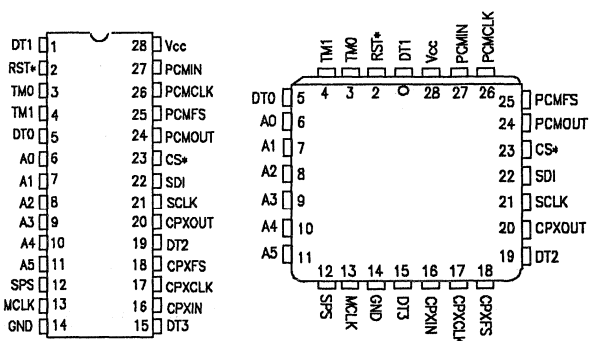 DT1 1 28 Vcc
RST* 2 27 PCMIN
TM0 3 26 PCMCLK
TM1 4 25 PCMFS
DT0 5 24 PCMOUT
A0 6 23 CS*
A1 7 22 SDI
A2 8 21 SCLK
A3 9 20 CPXOUT
A4 10 19 DT2
A5 11 18 CPXFS
SPS 12 17 CPXCLK
MCLK 13 16 CPXIN
GND 14 15 DT3
TM1 TM0 RST* DT1 Vcc PCMIN PCMCLK
4 3 2 28 27 26
DT0 5 25 PCMFS
A0 6 24 PCMOUT
A1 7 23 CS*
A2 8 22 SDI
A3 9 21 SCLK
A4 10 20 CPXOUT
A5 11 19 DT2
12 13 14 15 16 17 18
SPS MCLK GND DT3 CPXIN CPXCLK CPXFS